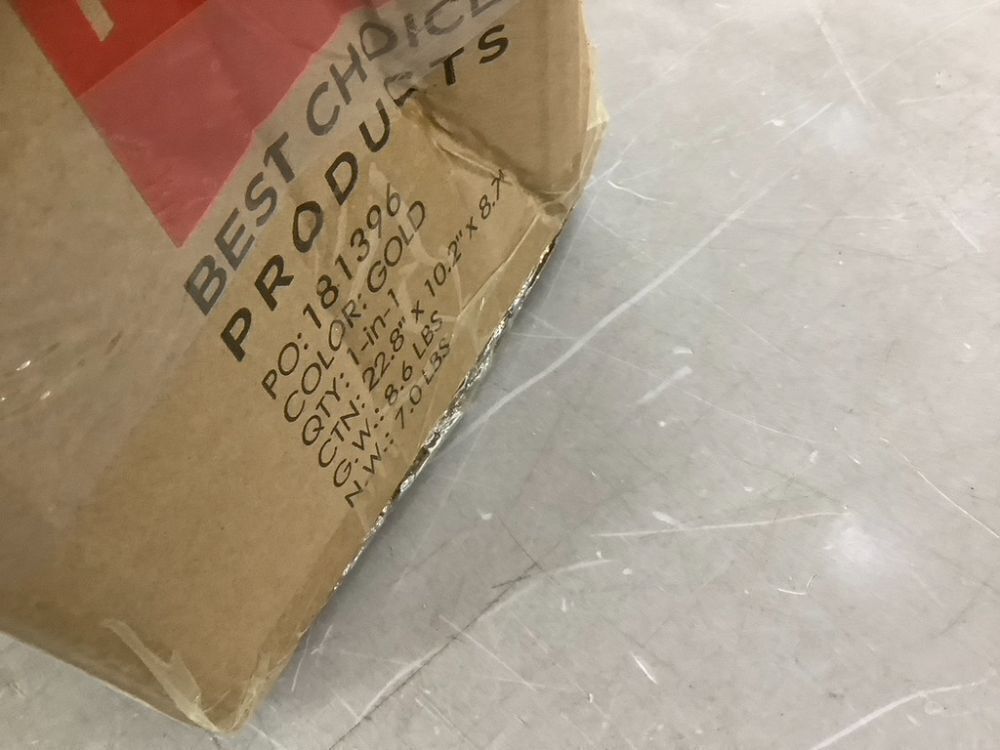 BEST CHOICE
PRODUCTS
PO: 181396
COLOR: GOLD
QTY: 1-in-1
CTN: 22.8" x 10.2" x 8.7"
G.W.: 8.6 LBS
N.W.: 7.0 LBS